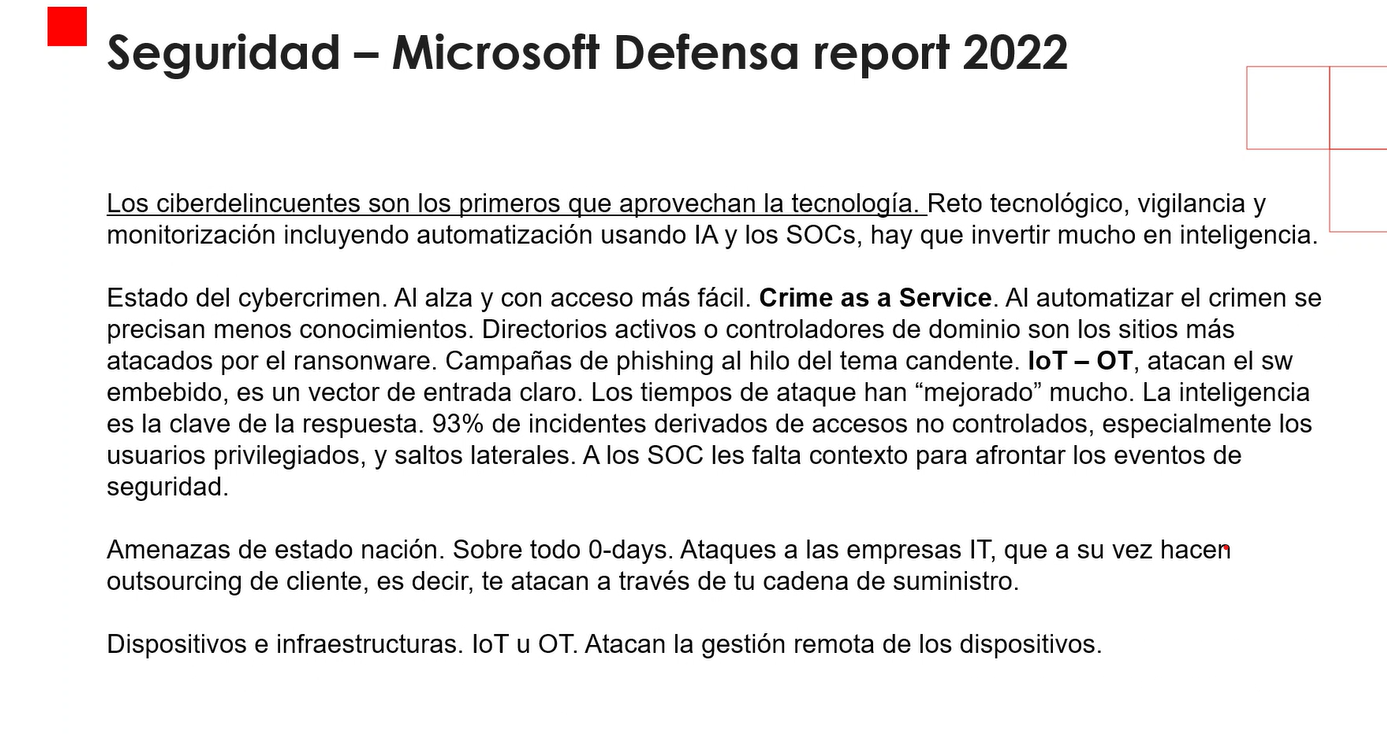 Seguridad – Microsoft Defensa report 2022
Los ciberdelincuentes son los primeros que aprovechan la tecnología. Reto tecnológico, vigilancia y
monitorización incluyendo automatización usando IA y los SOCs, hay que invertir mucho en inteligencia.
Estado del cybercrimen. Al alza y con acceso más fácil. Crime as a Service. Al automatizar el crimen se
precisan menos conocimientos. Directorios activos o controladores de dominio son los sitios más
atacados por el ransonware. Campañas de phishing al hilo del tema candente. IoT – OT, atacan el sw
embebido, es un vector de entrada claro. Los tiempos de ataque han “mejorado” mucho. La inteligencia
es la clave de la respuesta. 93% de incidentes derivados de accesos no controlados, especialmente los
usuarios privilegiados, y saltos laterales. A los SOC les falta contexto para afrontar los eventos de
seguridad.
Amenazas de estado nación. Sobre todo 0-days. Ataques a las empresas IT, que a su vez hacen
outsourcing de cliente, es decir, te atacan a través de tu cadena de suministro.
Dispositivos e infraestructuras. IoT u OT. Atacan la gestión remota de los dispositivos.